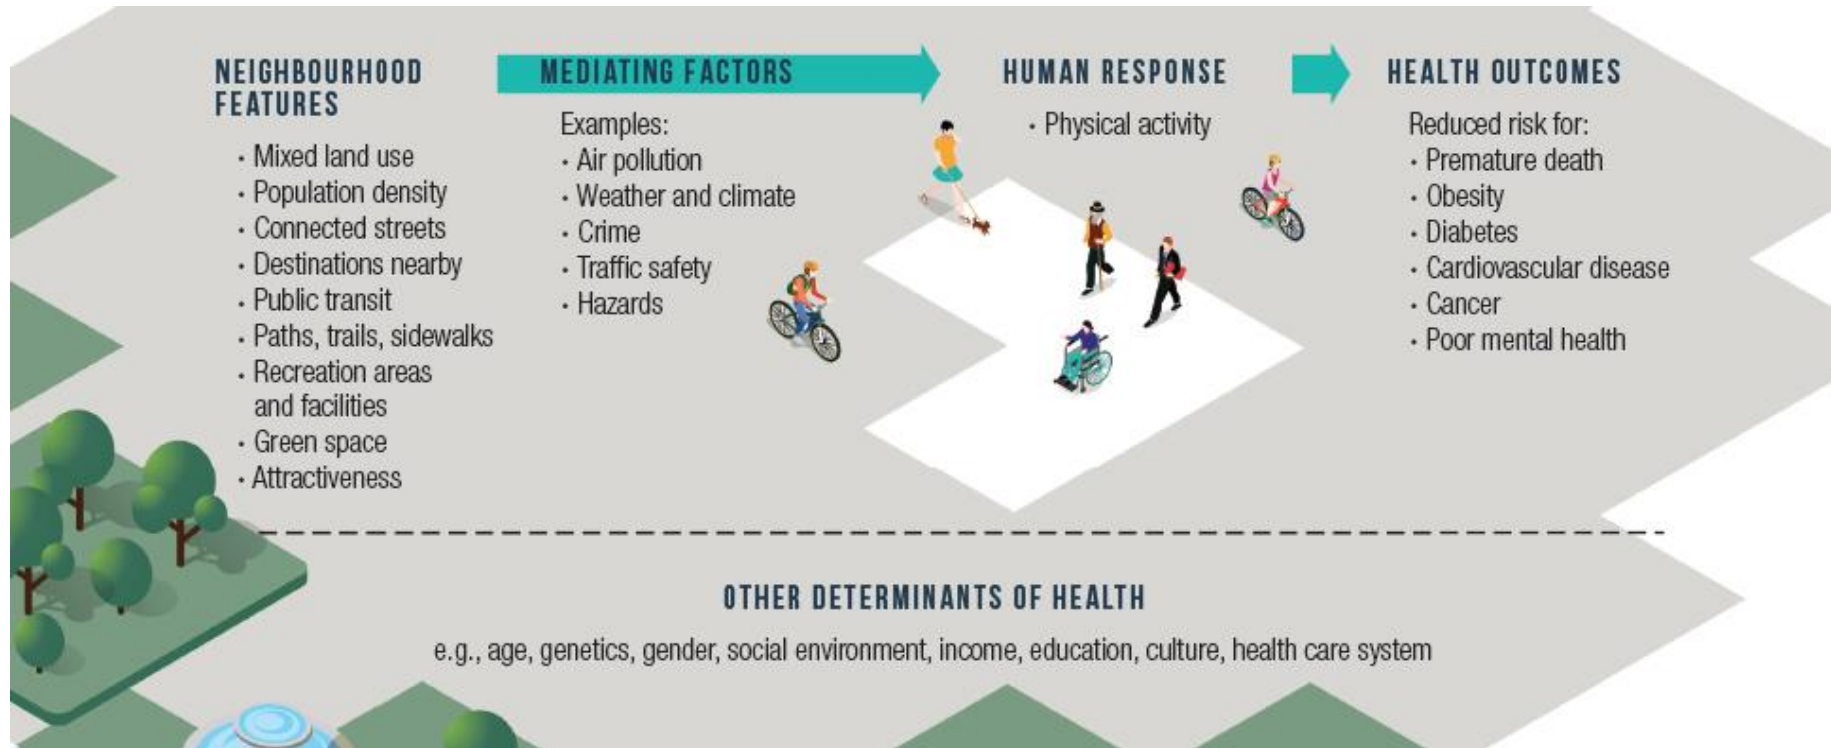 NEIGHBOURHOOD
FEATURES
• Mixed land use
• Population density
• Connected streets
• Destinations nearby
• Public transit
• Paths, trails, sidewalks
• Recreation areas
and facilities
• Green space
• Attractiveness
MEDIATING FACTORS
Examples:
• Air pollution
• Weather and climate
• Crime
• Traffic safety
• Hazards
HUMAN RESPONSE
• Physical activity
HEALTH OUTCOMES
Reduced risk for:
• Premature death
• Obesity
• Diabetes
• Cardiovascular disease
• Cancer
• Poor mental health
OTHER DETERMINANTS OF HEALTH
e.g., age, genetics, gender, social environment, income, education, culture, health care system